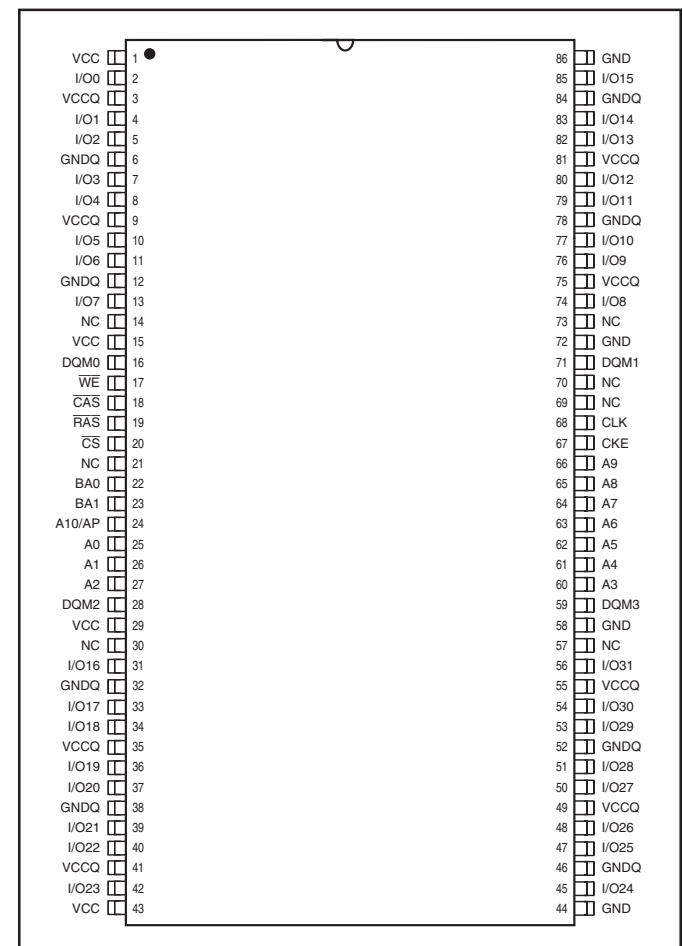 VCC 1 86 GND
I/O0 2 85 I/O15
VCCQ 3 84 GNDQ
I/O1 4 83 I/O14
I/O2 5 82 I/O13
GNDQ 6 81 VCCQ
I/O3 7 80 I/O12
I/O4 8 79 I/O11
VCCQ 9 78 GNDQ
I/O5 10 77 I/O10
I/O6 11 76 I/O9
GNDQ 12 75 VCCQ
I/O7 13 74 I/O8
NC 14 73 NC
VCC 15 72 GND
DQM0 16 71 DQM1
W̅E̅ 17 70 NC
C̅A̅S̅ 18 69 NC
R̅A̅S̅ 19 68 CLK
C̅S̅ 20 67 CKE
NC 21 66 A9
BA0 22 65 A8
BA1 23 64 A7
A10/AP 24 63 A6
A0 25 62 A5
A1 26 61 A4
A2 27 60 A3
DQM2 28 59 DQM3
VCC 29 58 GND
NC 30 57 NC
I/O16 31 56 I/O31
GNDQ 32 55 VCCQ
I/O17 33 54 I/O30
I/O18 34 53 I/O29
VCCQ 35 52 GNDQ
I/O19 36 51 I/O28
I/O20 37 50 I/O27
GNDQ 38 49 VCCQ
I/O21 39 48 I/O26
I/O22 40 47 I/O25
VCCQ 41 46 GNDQ
I/O23 42 45 I/O24
VCC 43 44 GND